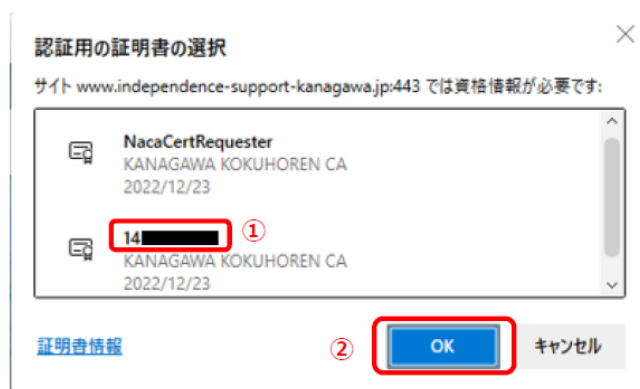 認証用の証明書の選択
サイト www.independence-support-kanagawa.jp:443 では資格情報が必要です:
NacaCertRequester
KANAGAWA KOKUHOREN CA
2022/12/23
14
①
KANAGAWA KOKUHOREN CA
2022/12/23
証明書情報
②
OK
キャンセル